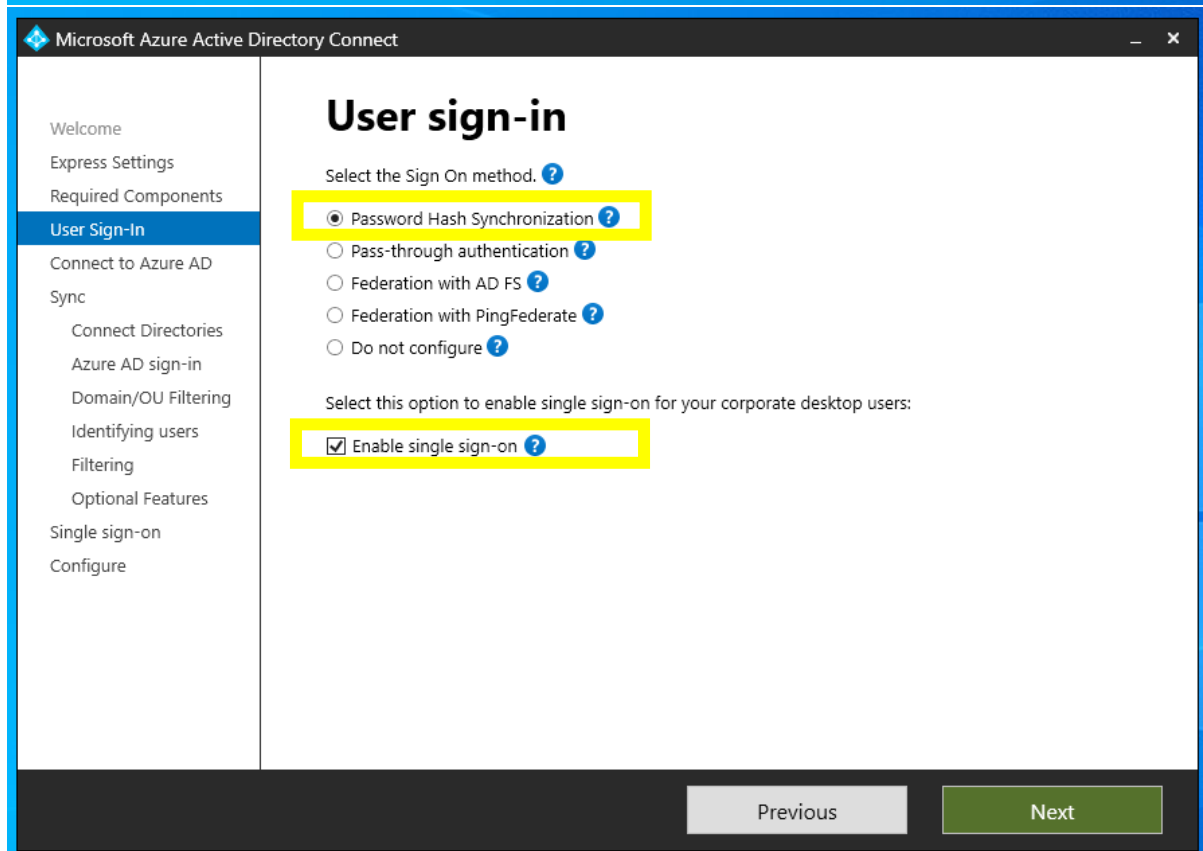 Microsoft Azure Active Directory Connect
Welcome
Express Settings
Required Components
User Sign-In
Connect to Azure AD
Sync
Connect Directories
Azure AD sign-in
Domain/OU Filtering
Identifying users
Filtering
Optional Features
Single sign-on
Configure
User sign-in
Select the Sign On method. ?
Password Hash Synchronization ?
Pass-through authentication ?
Federation with AD FS ?
Federation with PingFederate ?
Do not configure ?
Select this option to enable single sign-on for your corporate desktop users:
Enable single sign-on ?
Previous
Next